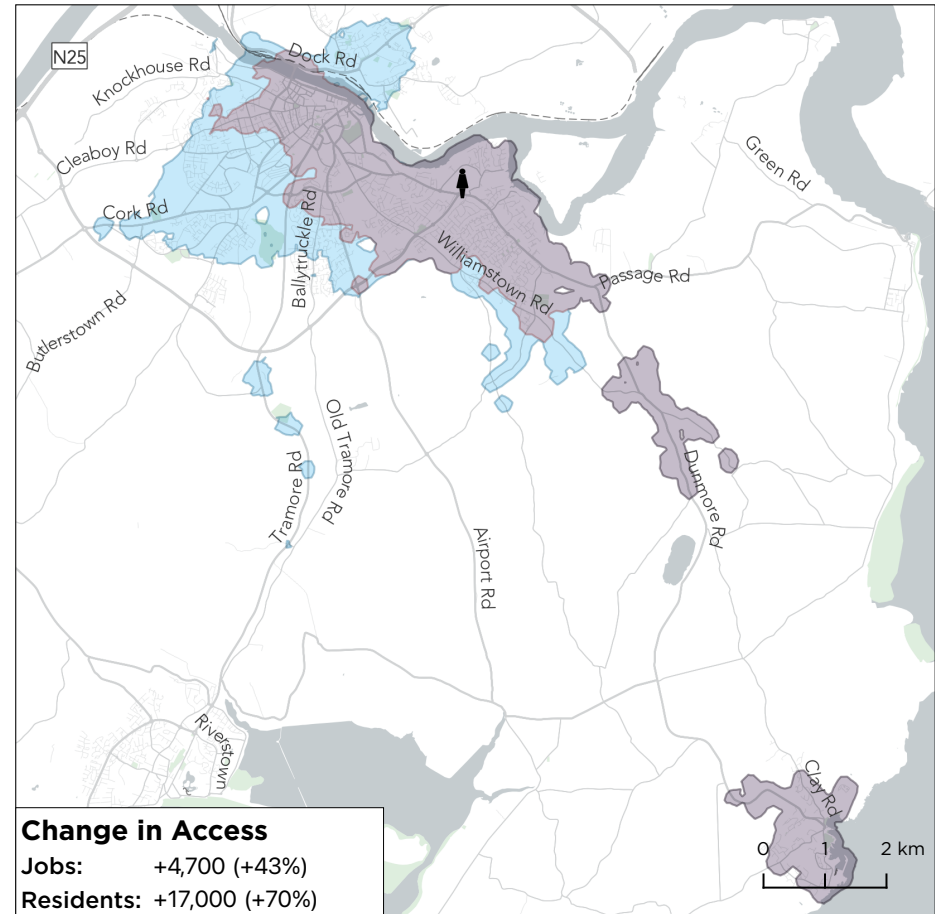 Dock Rd
N25
Knockhouse Rd
Cleaboy Rd
Green Rd
Cork Rd
Ballytruckle Rd
Williamstown Rd
Passage Rd
Butlerstown Rd
Old Tramore Rd
Tramore Rd
Dunmore Rd
Airport Rd
Riverstown
Clay Rd
Change in Access
Jobs: +4,700 (+43%)
Residents: +17,000 (+70%)
0 1 2 km